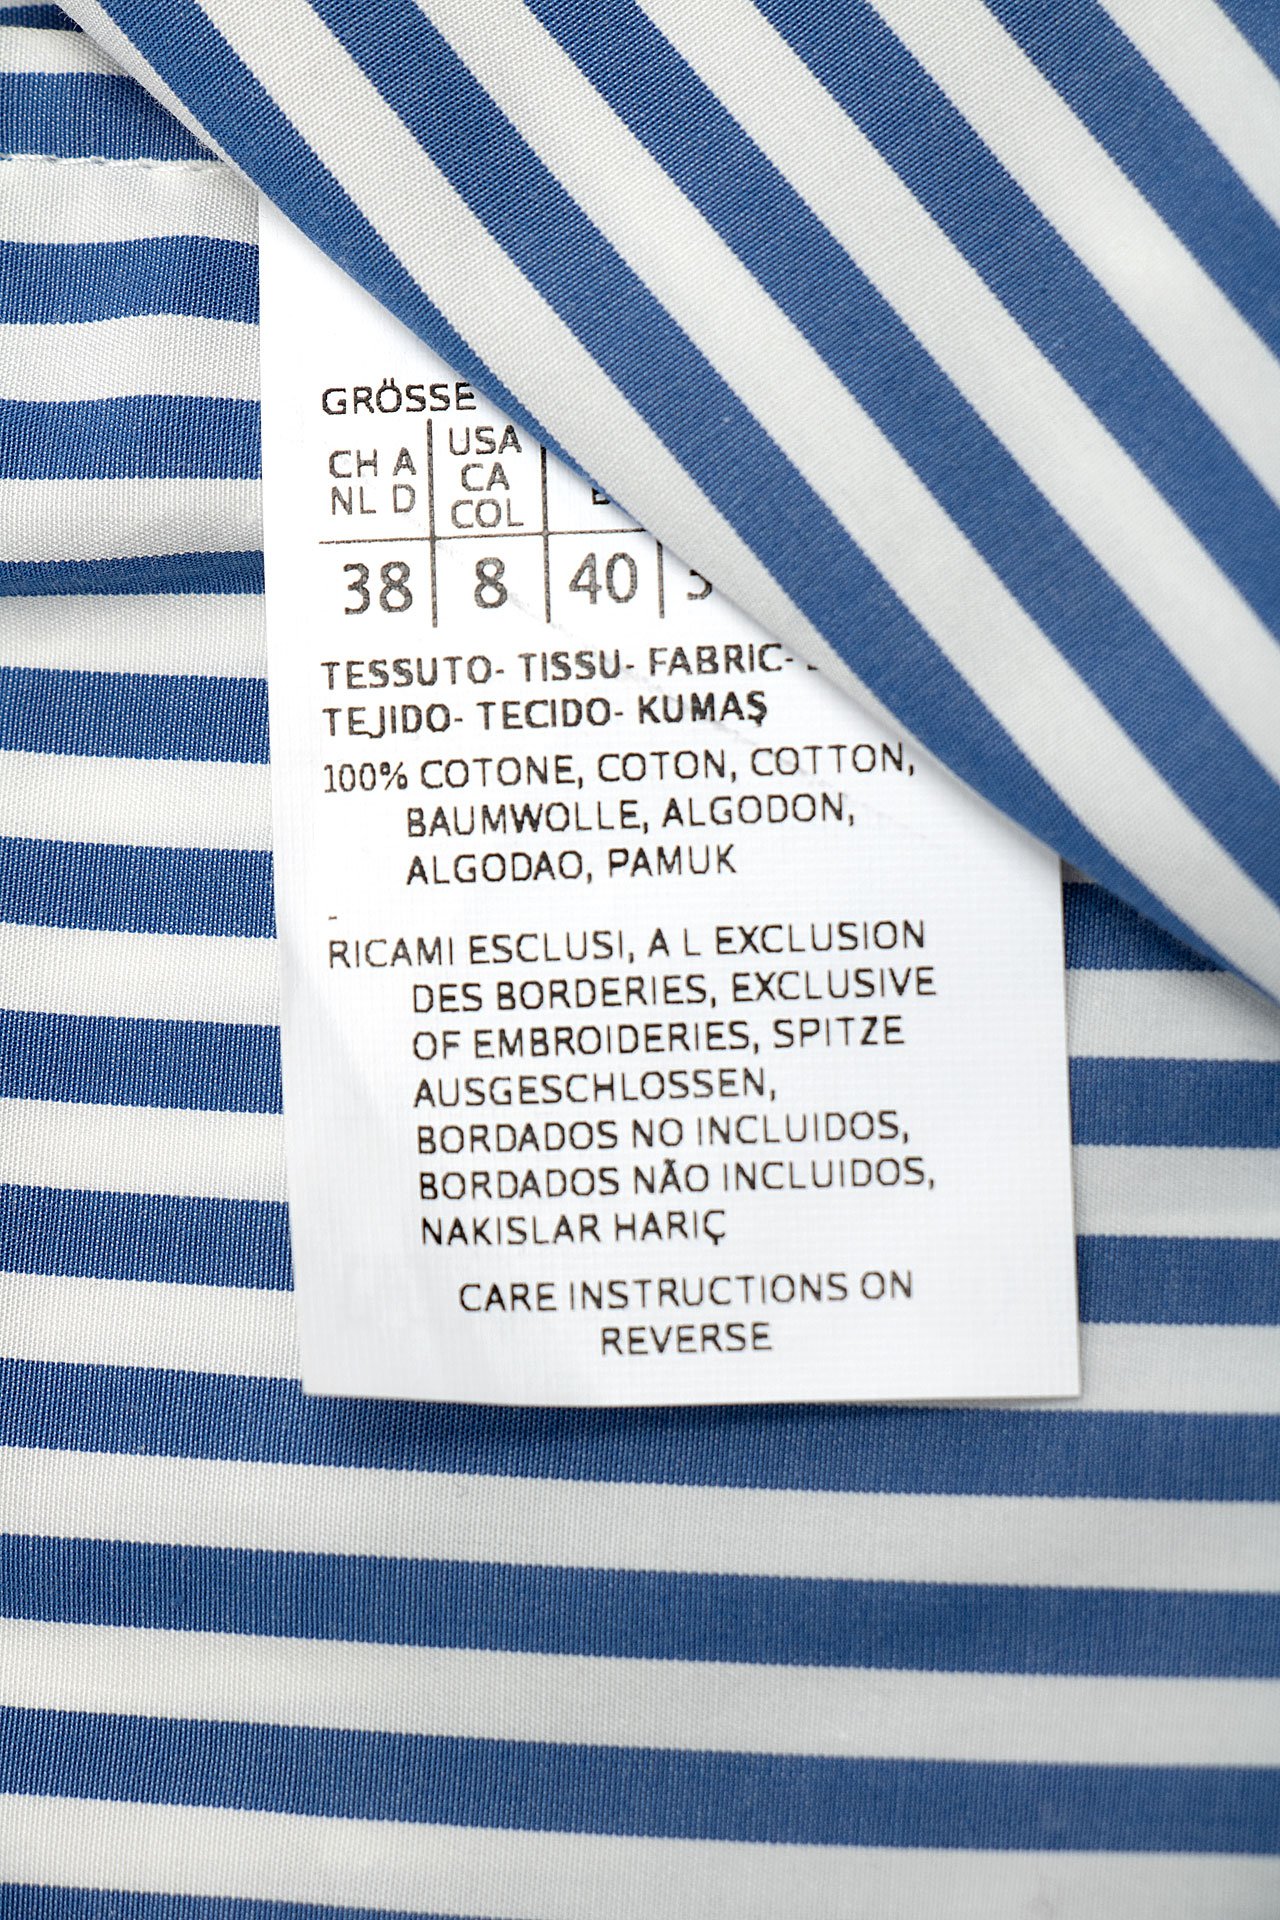 GRÖSSE
CH A
NL D
USA
CA
COL
38 8 40
TESSUTO- TISSU- FABRIC-
TEJIDO- TECIDO- KUMAŞ
100% COTONE, COTON, COTTON,
BAUMWOLLE, ALGODON,
ALGODAO, PAMUK
-
RICAMI ESCLUSI, A L EXCLUSION
DES BORDERIES, EXCLUSIVE
OF EMBROIDERIES, SPITZE
AUSGESCHLOSSEN,
BORDADOS NO INCLUIDOS,
BORDADOS NÃO INCLUIDOS,
NAKISLAR HARIÇ
CARE INSTRUCTIONS ON
REVERSE